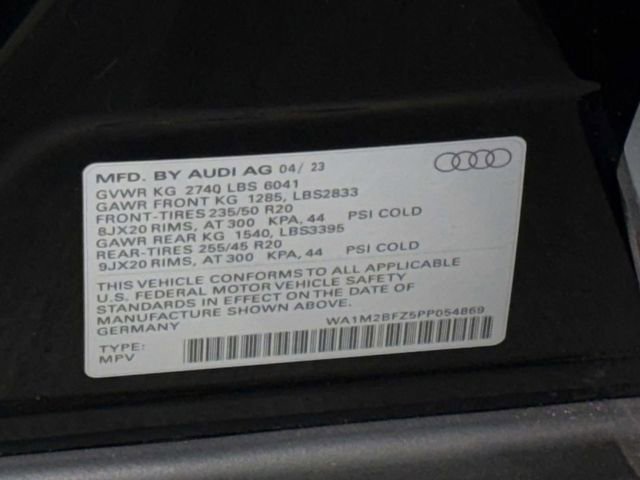 MFD. BY AUDI AG 04/ 23
GVWR KG 2740 LBS 6041
GAWR FRONT KG 1285, LBS2833
FRONT-TIRES 235/50 R20
8JX20 RIMS, AT 300 KPA, 44 PSI COLD
GAWR REAR KG 1540, LBS3395
REAR-TIRES 255/45 R20
9JX20 RIMS, AT 300 KPA, 44 PSI COLD
THIS VEHICLE CONFORMS TO ALL APPLICABLE
U.S. FEDERAL MOTOR VEHICLE SAFETY
STANDARDS IN EFFECT ON THE DATE OF
MANUFACTURE SHOWN ABOVE.
GERMANY
WA1M2BFZ5PP054869
TYPE:
MPV